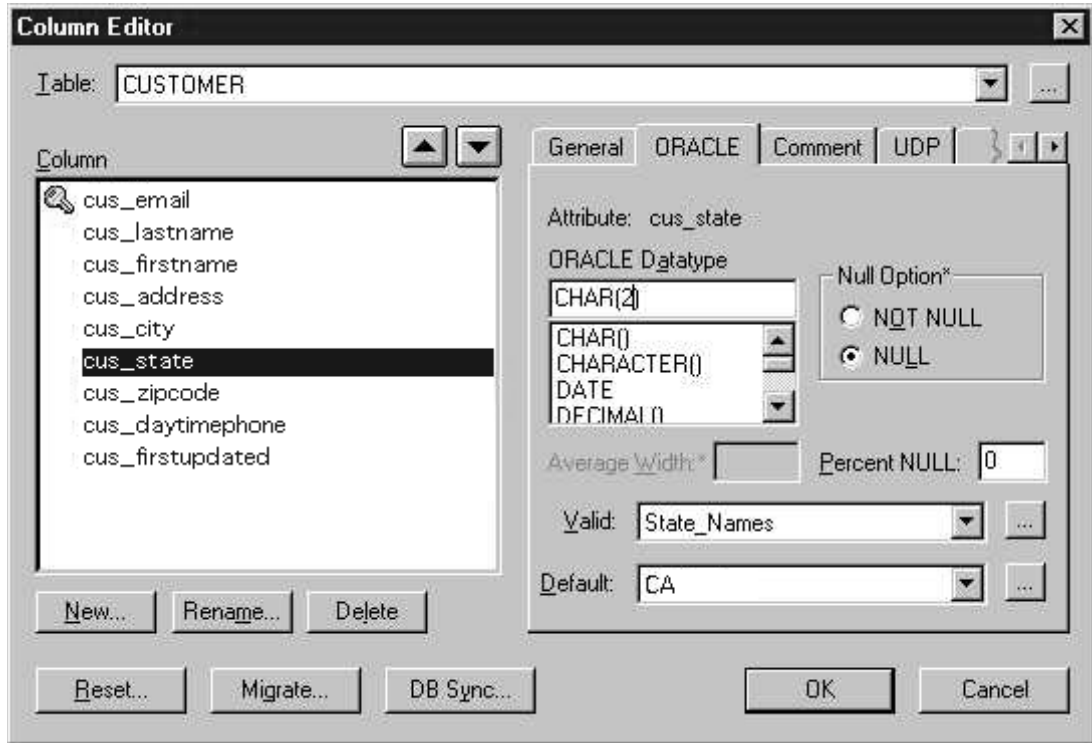 Column Editor
Table: CUSTOMER ...
Column
cus_email
cus_lastname
cus_firstname
cus_address
cus_city
cus_state
cus_zipcode
cus_daytimephone
cus_firstupdated
New... Rename... Delete
General ORACLE Comment UDP
Attribute: cus_state
ORACLE Datatype
CHAR(2)
CHAR()
CHARACTER()
DATE
DECIMAL()
Null Option*
NOT NULL
NULL
Average Width:* Percent NULL: 0
Valid: State_Names ...
Default: CA ...
Reset... Migrate... DB Sync... OK Cancel